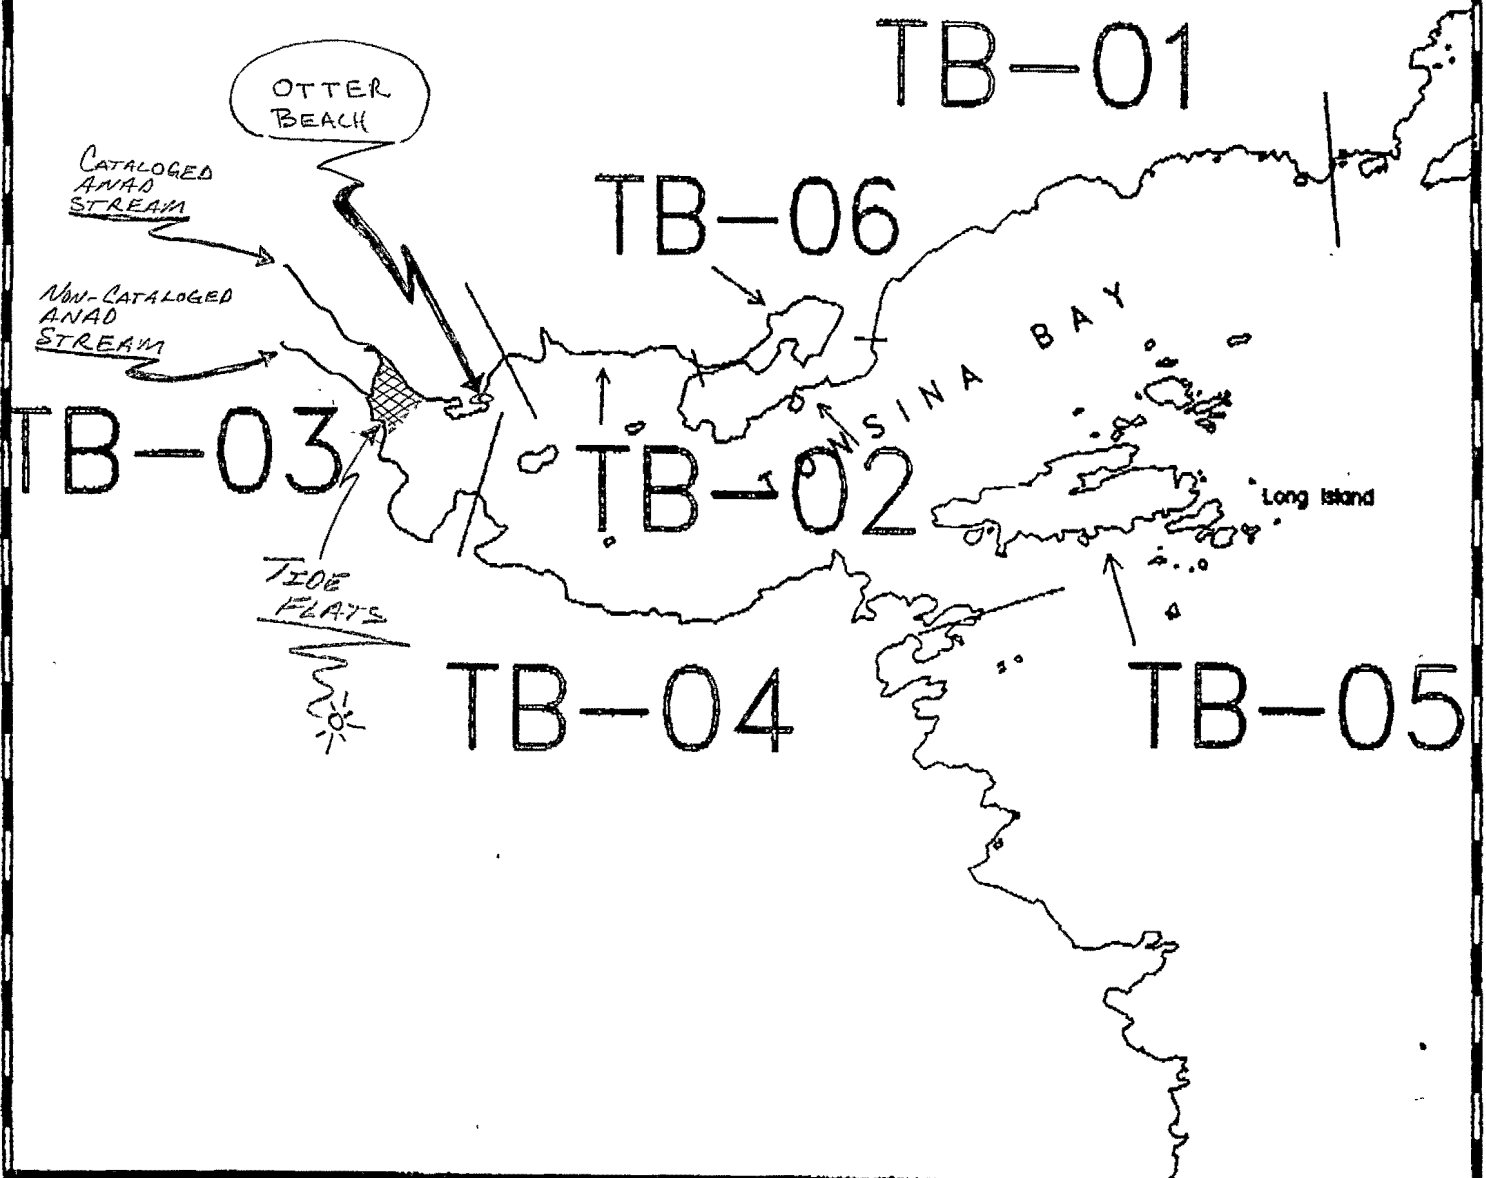 TB-01
OTTER
BEACH
CATALOGED
ANAD
STREAM
TB-06
NON-CATALOGED
ANAD
STREAM
TOMSINA BAY
TB-03
TB-02
Long Island
TIDE
FLATS
TB-04
TB-05